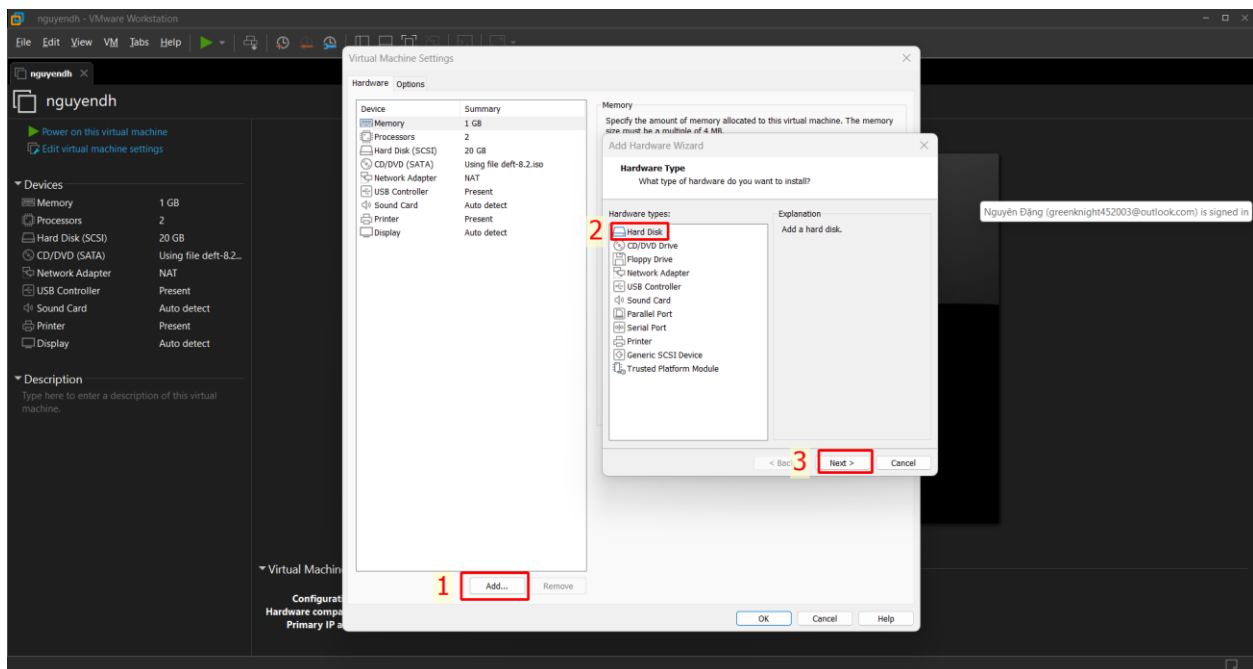 nguyendh - VMware Workstation
File Edit View VM Tabs Help
nguyendh
nguyendh
Power on this virtual machine
Edit virtual machine settings
Devices
Memory 1 GB
Processors 2
Hard Disk (SCSI) 20 GB
CD/DVD (SATA) Using file deft-8.2...
Network Adapter NAT
USB Controller Present
Sound Card Auto detect
Printer Present
Display Auto detect
Description
Type here to enter a description of this virtual
machine.
Virtual Machine Settings
Hardware Options
Device Summary
Memory 1 GB
Processors 2
Hard Disk (SCSI) 20 GB
CD/DVD (SATA) Using file deft-8.2.iso
Network Adapter NAT
USB Controller Present
Sound Card Auto detect
Printer Present
Display Auto detect
1 Add... Remove
Memory
Specify the amount of memory allocated to this virtual machine. The memory
size must be a multiple of 4 MB.
Add Hardware Wizard
Hardware Type
What type of hardware do you want to install?
Hardware types:
2 Hard Disk
CD/DVD Drive
Floppy Drive
Network Adapter
USB Controller
Sound Card
Parallel Port
Serial Port
Printer
Generic SCSI Device
Trusted Platform Module
Explanation
Add a hard disk.
< Bac 3 Next > Cancel
OK Cancel Help
Nguyên Đặng (greenknight452003@outlook.com) is signed in
Virtual Machin
Configurat
Hardware compa
Primary IP a